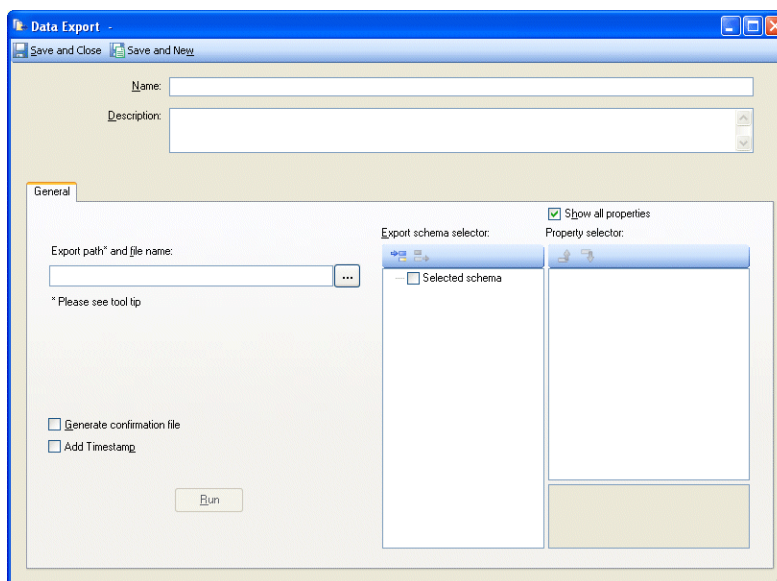 Data Export -
Save and Close Save and New
Name:
Description:
General
Show all properties
Export schema selector: Property selector:
Export path* and file name:
...
Selected schema
* Please see tool tip
Generate confirmation file
Add Timestamp
Run